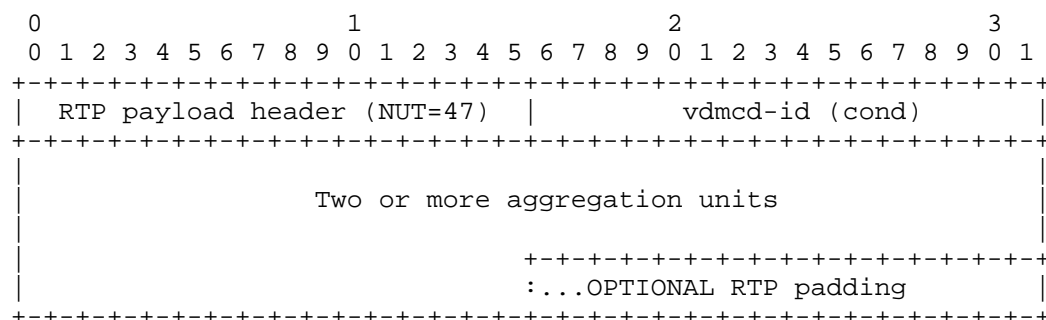 0                   1                   2                   3
 0 1 2 3 4 5 6 7 8 9 0 1 2 3 4 5 6 7 8 9 0 1 2 3 4 5 6 7 8 9 0 1
+-+-+-+-+-+-+-+-+-+-+-+-+-+-+-+-+-+-+-+-+-+-+-+-+-+-+-+-+-+-+-+-+
|  RTP payload header (NUT=47)  |        vdmcd-id (cond)        |
+-+-+-+-+-+-+-+-+-+-+-+-+-+-+-+-+-+-+-+-+-+-+-+-+-+-+-+-+-+-+-+-+
|                                                               |
|                  Two or more aggregation units                |
|                                                               |
|                               +-+-+-+-+-+-+-+-+-+-+-+-+-+-+-+-+
|                               :...OPTIONAL RTP padding        |
+-+-+-+-+-+-+-+-+-+-+-+-+-+-+-+-+-+-+-+-+-+-+-+-+-+-+-+-+-+-+-+-+